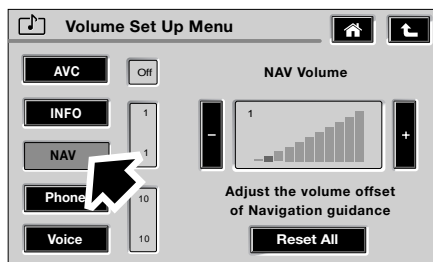 Volume Set Up Menu
AVC
Off
NAV Volume
INFO
1
1
-
+
NAV
1
Phone
10
Adjust the volume offset
of Navigation guidance
Voice
10
Reset All